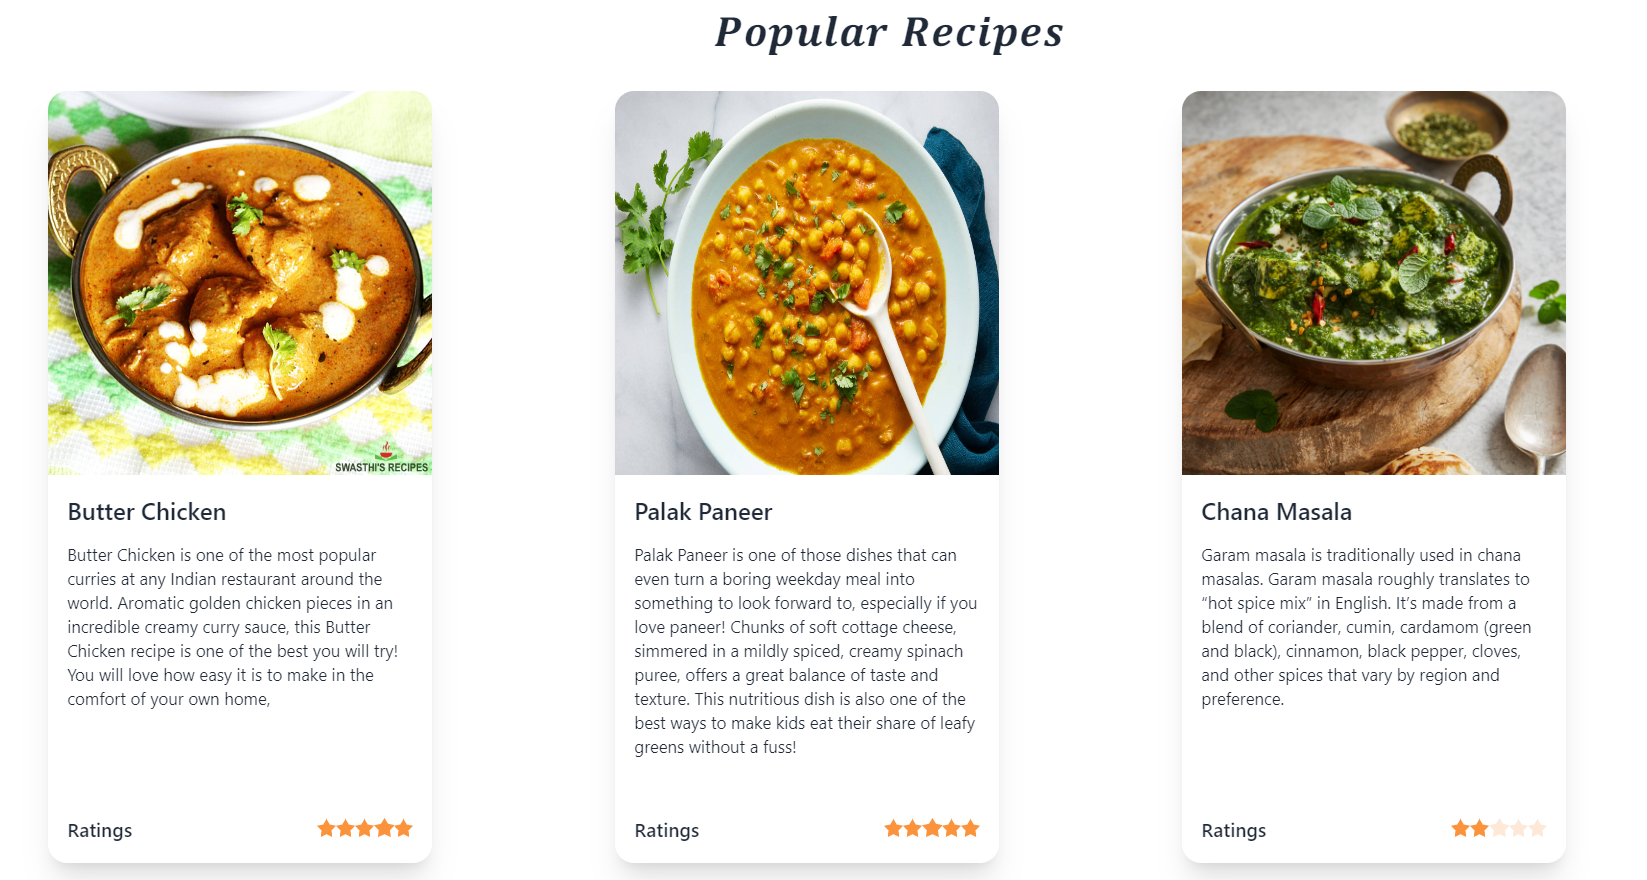 Popular Recipes
SWASTHI'S RECIPES
Butter Chicken
Butter Chicken is one of the most popular
curries at any Indian restaurant around the
world. Aromatic golden chicken pieces in an
incredible creamy curry sauce, this Butter
Chicken recipe is one of the best you will try!
You will love how easy it is to make in the
comfort of your own home,
Ratings
Palak Paneer
Palak Paneer is one of those dishes that can
even turn a boring weekday meal into
something to look forward to, especially if you
love paneer! Chunks of soft cottage cheese,
simmered in a mildly spiced, creamy spinach
puree, offers a great balance of taste and
texture. This nutritious dish is also one of the
best ways to make kids eat their share of leafy
greens without a fuss!
Ratings
Chana Masala
Garam masala is traditionally used in chana
masalas. Garam masala roughly translates to
“hot spice mix” in English. It’s made from a
blend of coriander, cumin, cardamom (green
and black), cinnamon, black pepper, cloves,
and other spices that vary by region and
preference.
Ratings